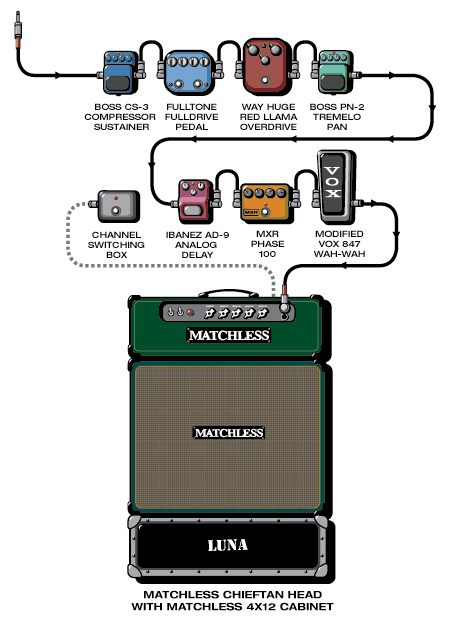 BOSS CS-3
COMPRESSOR
SUSTAINER
FULLTONE
FULLDRIVE
PEDAL
WAY HUGE
RED LLAMA
OVERDRIVE
BOSS PN-2
TREMELO
PAN
VOX
MXR
CHANNEL
SWITCHING
BOX
IBANEZ AD-9
ANALOG
DELAY
MXR
PHASE
100
MODIFIED
VOX 847
WAH-WAH
MATCHLESS
MATCHLESS
LUNA
MATCHLESS CHIEFTAN HEAD
WITH MATCHLESS 4X12 CABINET